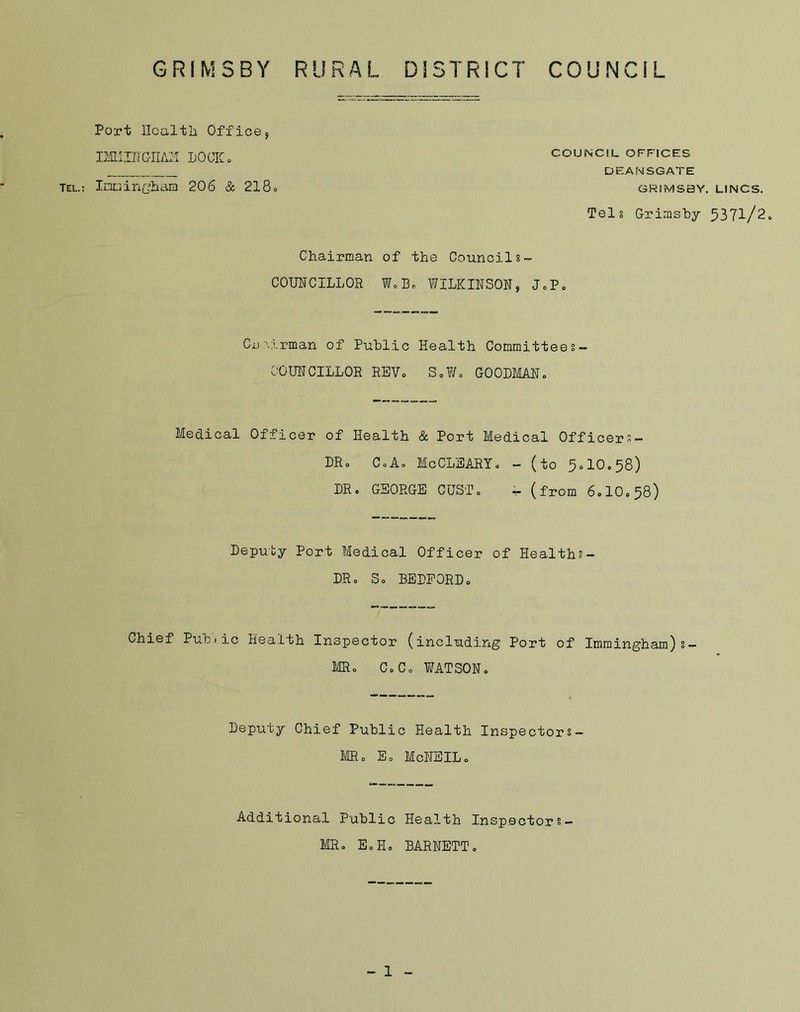 GRIMSBY RURAL DISTRICT COUNCIL
Port Health Office,
IMMINGHAM DOCK.
TEL.: Immingham 206 & 218.
COUNCIL OFFICES
DEANSGATE
GRIMSBY, LINCS.
Tel: Grimsby 5371/2.
Chairman of the Council:-
COUNCILLOR W.B. WILKINSON, J.P.
Chairman of Public Health Committee:-
COUNCILLOR REV. S.W. GOODMAN.
Medical Officer of Health & Port Medical Officer:-
DR. C.A. McCLEARY. - (to 5.10.58)
DR. GEORGE CUST. - (from 6.10.58)
Deputy Port Medical Officer of Health:-
DR. S. BEDFORD.
Chief Public Health Inspector (including Port of Immingham):-
MR. C.C. WATSON.
Deputy Chief Public Health Inspector:-
MR. E. McNEIL.
Additional Public Health Inspector:-
MR. E.H. BARNETT.
- 1 -